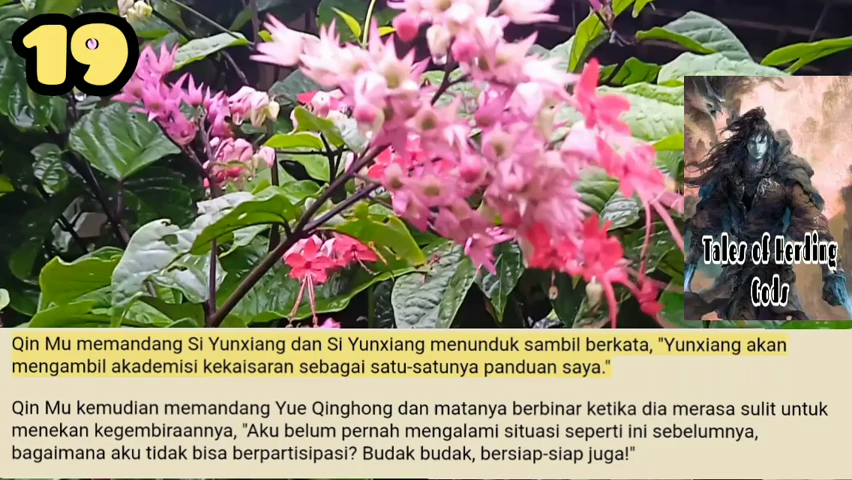 19
Tales of Herding
Gods
Qin Mu memandang Si Yunxiang dan Si Yunxiang menunduk sambil berkata, "Yunxiang akan
mengambil akademisi kekaisaran sebagai satu-satunya panduan saya."
Qin Mu kemudian memandang Yue Qinghong dan matanya berbinar ketika dia merasa sulit untuk
menekan kegembiraannya, "Aku belum pernah mengalami situasi seperti ini sebelumnya,
bagaimana aku tidak bisa berpartisipasi? Budak budak, bersiap-siap juga!"